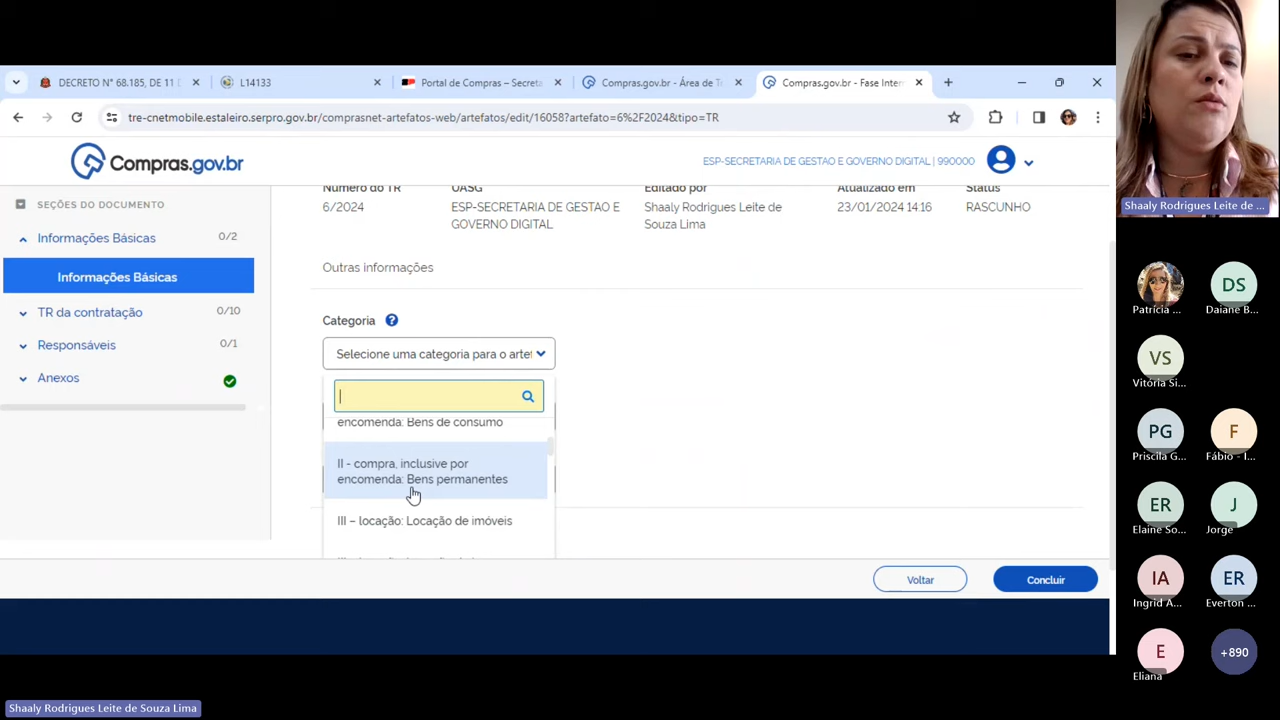 DECRETO N° 68.185, DE 11
L14133
Portal de Compras – Secreta
Compras.gov.br - Área de T
Compras.gov.br - Fase Inter
tre-cnetmobile.estaleiro.serpro.gov.br/comprasnet-artefatos-web/artefatos/edit/16058?artefato=6%2F2024&tipo=TR
Compras.gov.br
ESP-SECRETARIA DE GESTAO E GOVERNO DIGITAL | 990000
SEÇÕES DO DOCUMENTO
Informações Básicas 0/2
Informações Básicas
TR da contratação 0/10
Responsáveis 0/1
Anexos
Número do TR
6/2024
UASG
ESP-SECRETARIA DE GESTAO E
GOVERNO DIGITAL
Editado por
Shaaly Rodrigues Leite de
Souza Lima
Atualizado em
23/01/2024 14:16
Status
RASCUNHO
Outras informações
Categoria
Selecione uma categoria para o arte
encomenda: Bens de consumo
II - compra, inclusive por
encomenda: Bens permanentes
III – locação: Locação de imóveis
Voltar
Concluir
Shaaly Rodrigues Leite de ...
Patrícia ...
DS
Daiane B...
VS
Vitória Si...
PG
Priscila G...
F
Fábio - I...
ER
Elaine So...
J
Jorge
IA
Ingrid A...
ER
Everton ...
E
Eliana
+890
Shaaly Rodrigues Leite de Souza Lima